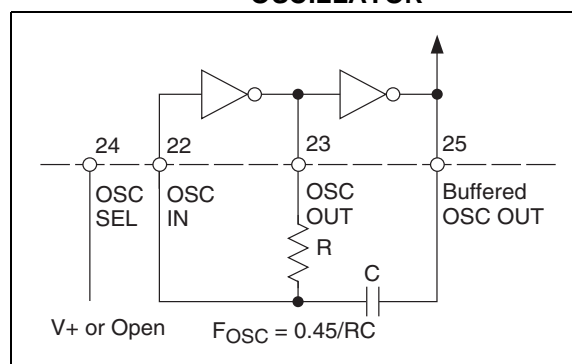 OSCILLATOR
24
22
23
25
OSC
SEL
OSC
IN
OSC
OUT
Buffered
OSC OUT
R
C
V+ or Open
FOSC = 0.45/RC